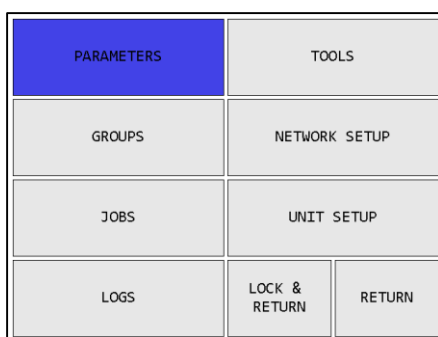 PARAMETERS
TOOLS
GROUPS
NETWORK SETUP
JOBS
UNIT SETUP
LOGS
LOCK &
RETURN
RETURN